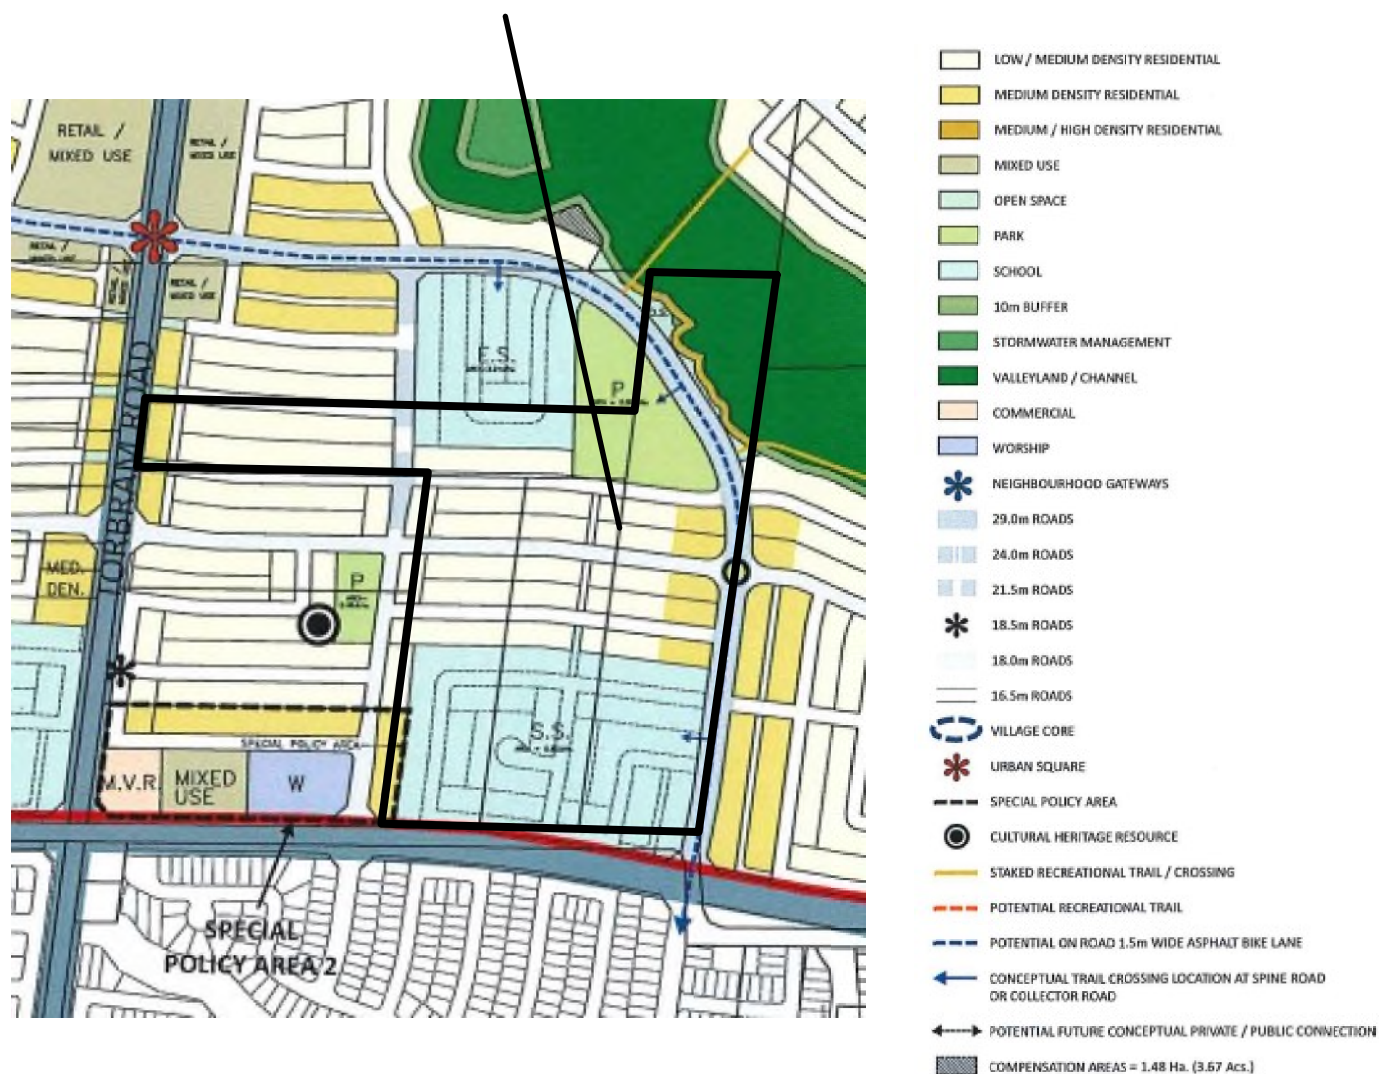 RETAIL /
MIXED USE
RETAIL /
MIXED USE
RETAIL /
MIXED USE
RETAIL /
MIXED USE
RETAIL /
MIXED USE
E.S.
P
TORBRAM ROAD
MED.
DEN.
P
S.S.
SPECIAL POLICY AREA
M.V.R.
MIXED
USE
W
SPECIAL
POLICY AREA 2
LOW / MEDIUM DENSITY RESIDENTIAL
MEDIUM DENSITY RESIDENTIAL
MEDIUM / HIGH DENSITY RESIDENTIAL
MIXED USE
OPEN SPACE
PARK
SCHOOL
10m BUFFER
STORMWATER MANAGEMENT
VALLEYLAND / CHANNEL
COMMERCIAL
WORSHIP
NEIGHBOURHOOD GATEWAYS
29.0m ROADS
24.0m ROADS
21.5m ROADS
18.5m ROADS
18.0m ROADS
16.5m ROADS
VILLAGE CORE
URBAN SQUARE
SPECIAL POLICY AREA
CULTURAL HERITAGE RESOURCE
STAKED RECREATIONAL TRAIL / CROSSING
POTENTIAL RECREATIONAL TRAIL
POTENTIAL ON ROAD 1.5m WIDE ASPHALT BIKE LANE
CONCEPTUAL TRAIL CROSSING LOCATION AT SPINE ROAD
OR COLLECTOR ROAD
POTENTIAL FUTURE CONCEPTUAL PRIVATE / PUBLIC CONNECTION
COMPENSATION AREAS = 1.48 Ha. (3.67 Acs.)